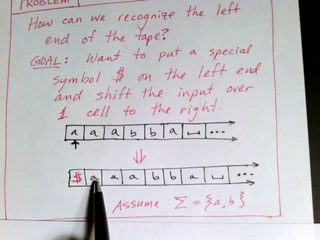 PROBLEM
How can we recognize the left
end of the tape?
GOAL: Want to put a special
symbol $ on the left end
and shift the input over
1 cell to the right.
a a a b b a ⊔ ...
$ a a a b b a ⊔ ...
Assume Σ = {a, b}